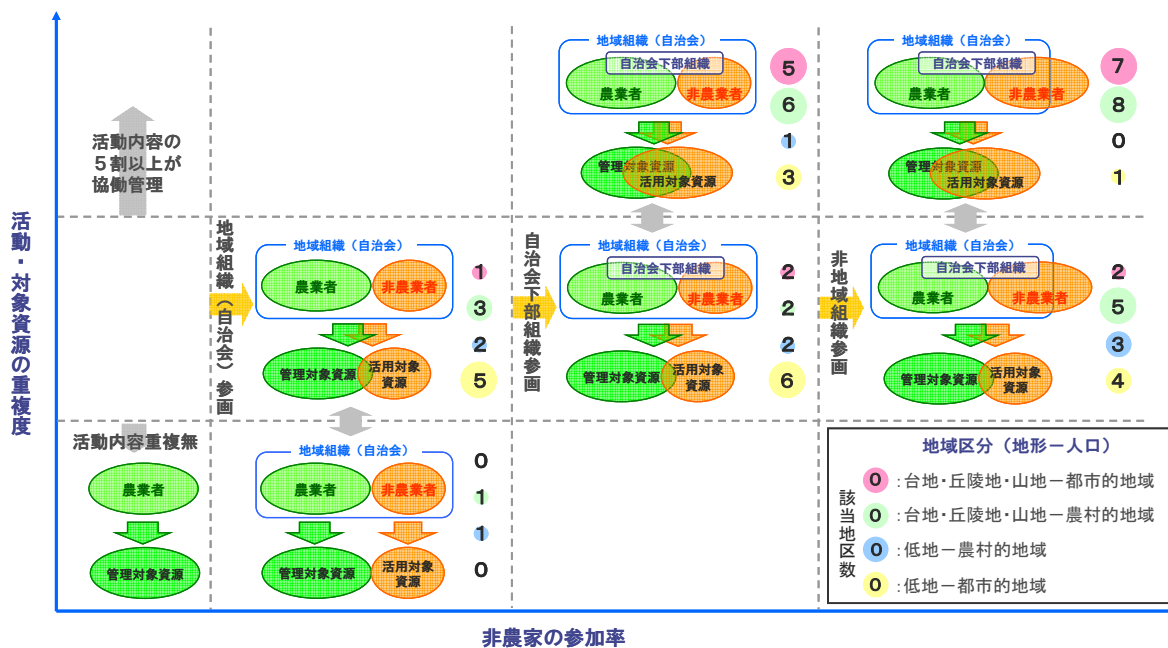 活動・対象資源の重複度
非農家の参加率
活動内容の
５割以上が
協働管理
地域組織（自治会）
自治会下部組織
農業者
非農業者
管理対象資源
活用対象資源
5
6
1
3
地域組織（自治会）
自治会下部組織
農業者
非農業者
管理対象資源
活用対象資源
7
8
0
1
地域組織（自治会）参画
地域組織（自治会）
農業者
非農業者
管理対象資源
活用対象
資源
1
3
2
5
自治会下部組織参画
地域組織（自治会）
自治会下部組織
農業者
非農業者
管理対象資源
活用対象
資源
2
2
2
6
非地域組織参画
地域組織（自治会）
自治会下部組織
農業者
非農業者
管理対象資源
活用対象
資源
2
5
3
4
活動内容重複無
農業者
管理対象資源
地域組織（自治会）
農業者
非農業者
管理対象資源
活用対象
資源
0
1
1
0
地域区分（地形－人口）
該当地区数
0：台地・丘陵地・山地－都市的地域
0：台地・丘陵地・山地－農村的地域
0：低地－農村的地域
0：低地－都市的地域